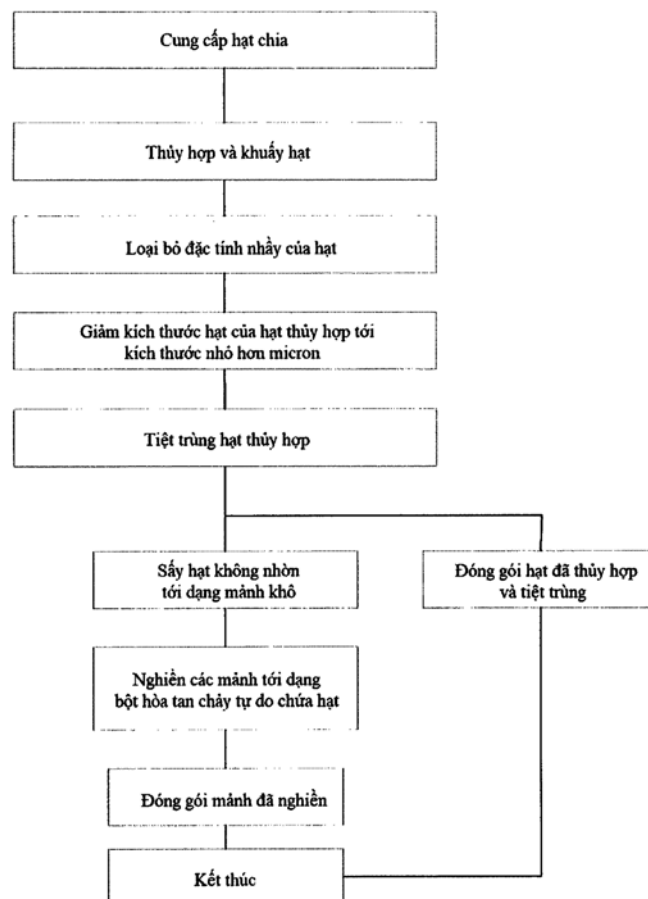 Cung cấp hạt chia
Thủy hợp và khuấy hạt
Loại bỏ đặc tính nhầy của hạt
Giảm kích thước hạt của hạt thủy hợp tới
kích thước nhỏ hơn micron
Tiệt trùng hạt thủy hợp
Sấy hạt không nhờn
tới dạng mảnh khô
Đóng gói hạt đã thủy hợp
và tiệt trùng
Nghiền các mảnh tới dạng
bột hòa tan chảy tự do chứa hạt
Đóng gói mảnh đã nghiền
Kết thúc